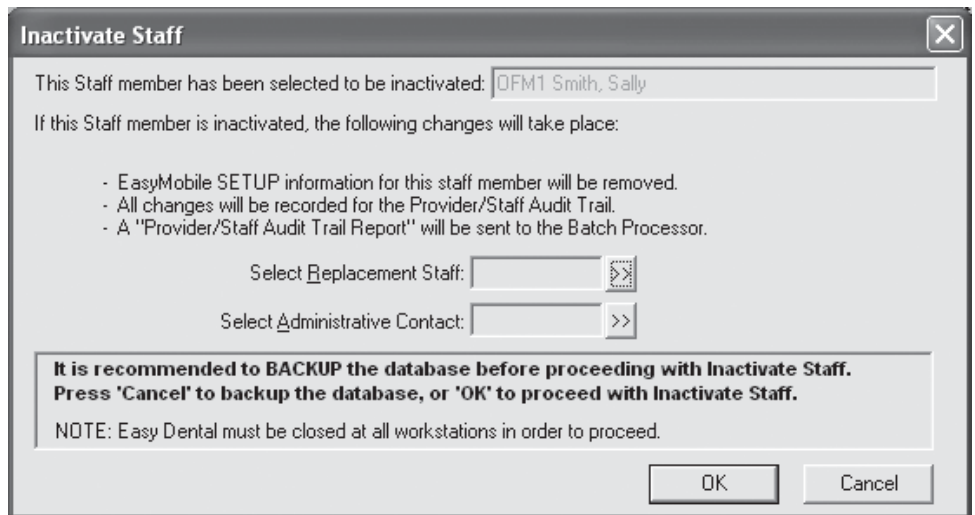 Inactivate Staff
This Staff member has been selected to be inactivated: OFM1 Smith, Sally
If this Staff member is inactivated, the following changes will take place:
- EasyMobile SETUP information for this staff member will be removed.
- All changes will be recorded for the Provider/Staff Audit Trail.
- A "Provider/Staff Audit Trail Report" will be sent to the Batch Processor.
Select Replacement Staff: >>
Select Administrative Contact: >>
It is recommended to BACKUP the database before proceeding with Inactivate Staff.
Press 'Cancel' to backup the database, or 'OK' to proceed with Inactivate Staff.
NOTE: Easy Dental must be closed at all workstations in order to proceed.
OK Cancel